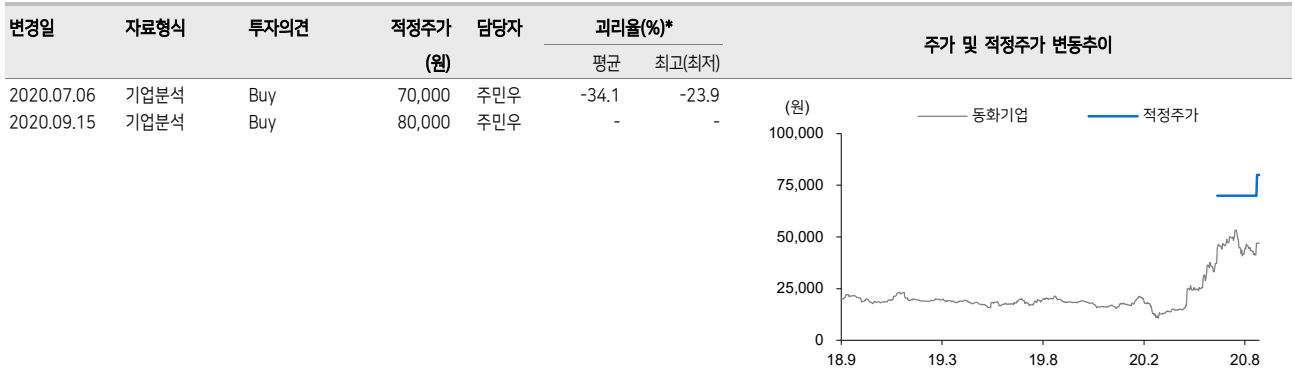 변경일 자료형식 투자의견 적정주가 담당자 괴리율(%)* 주가 및 적정주가 변동추이
(원) 평균 최고(최저)
2020.07.06 기업분석 Buy 70,000 주민우 -34.1 -23.9
2020.09.15 기업분석 Buy 80,000 주민우 - -
(원) 동화기업 적정주가
100,000
75,000
50,000
25,000
0
18.9 19.3 19.8 20.2 20.8